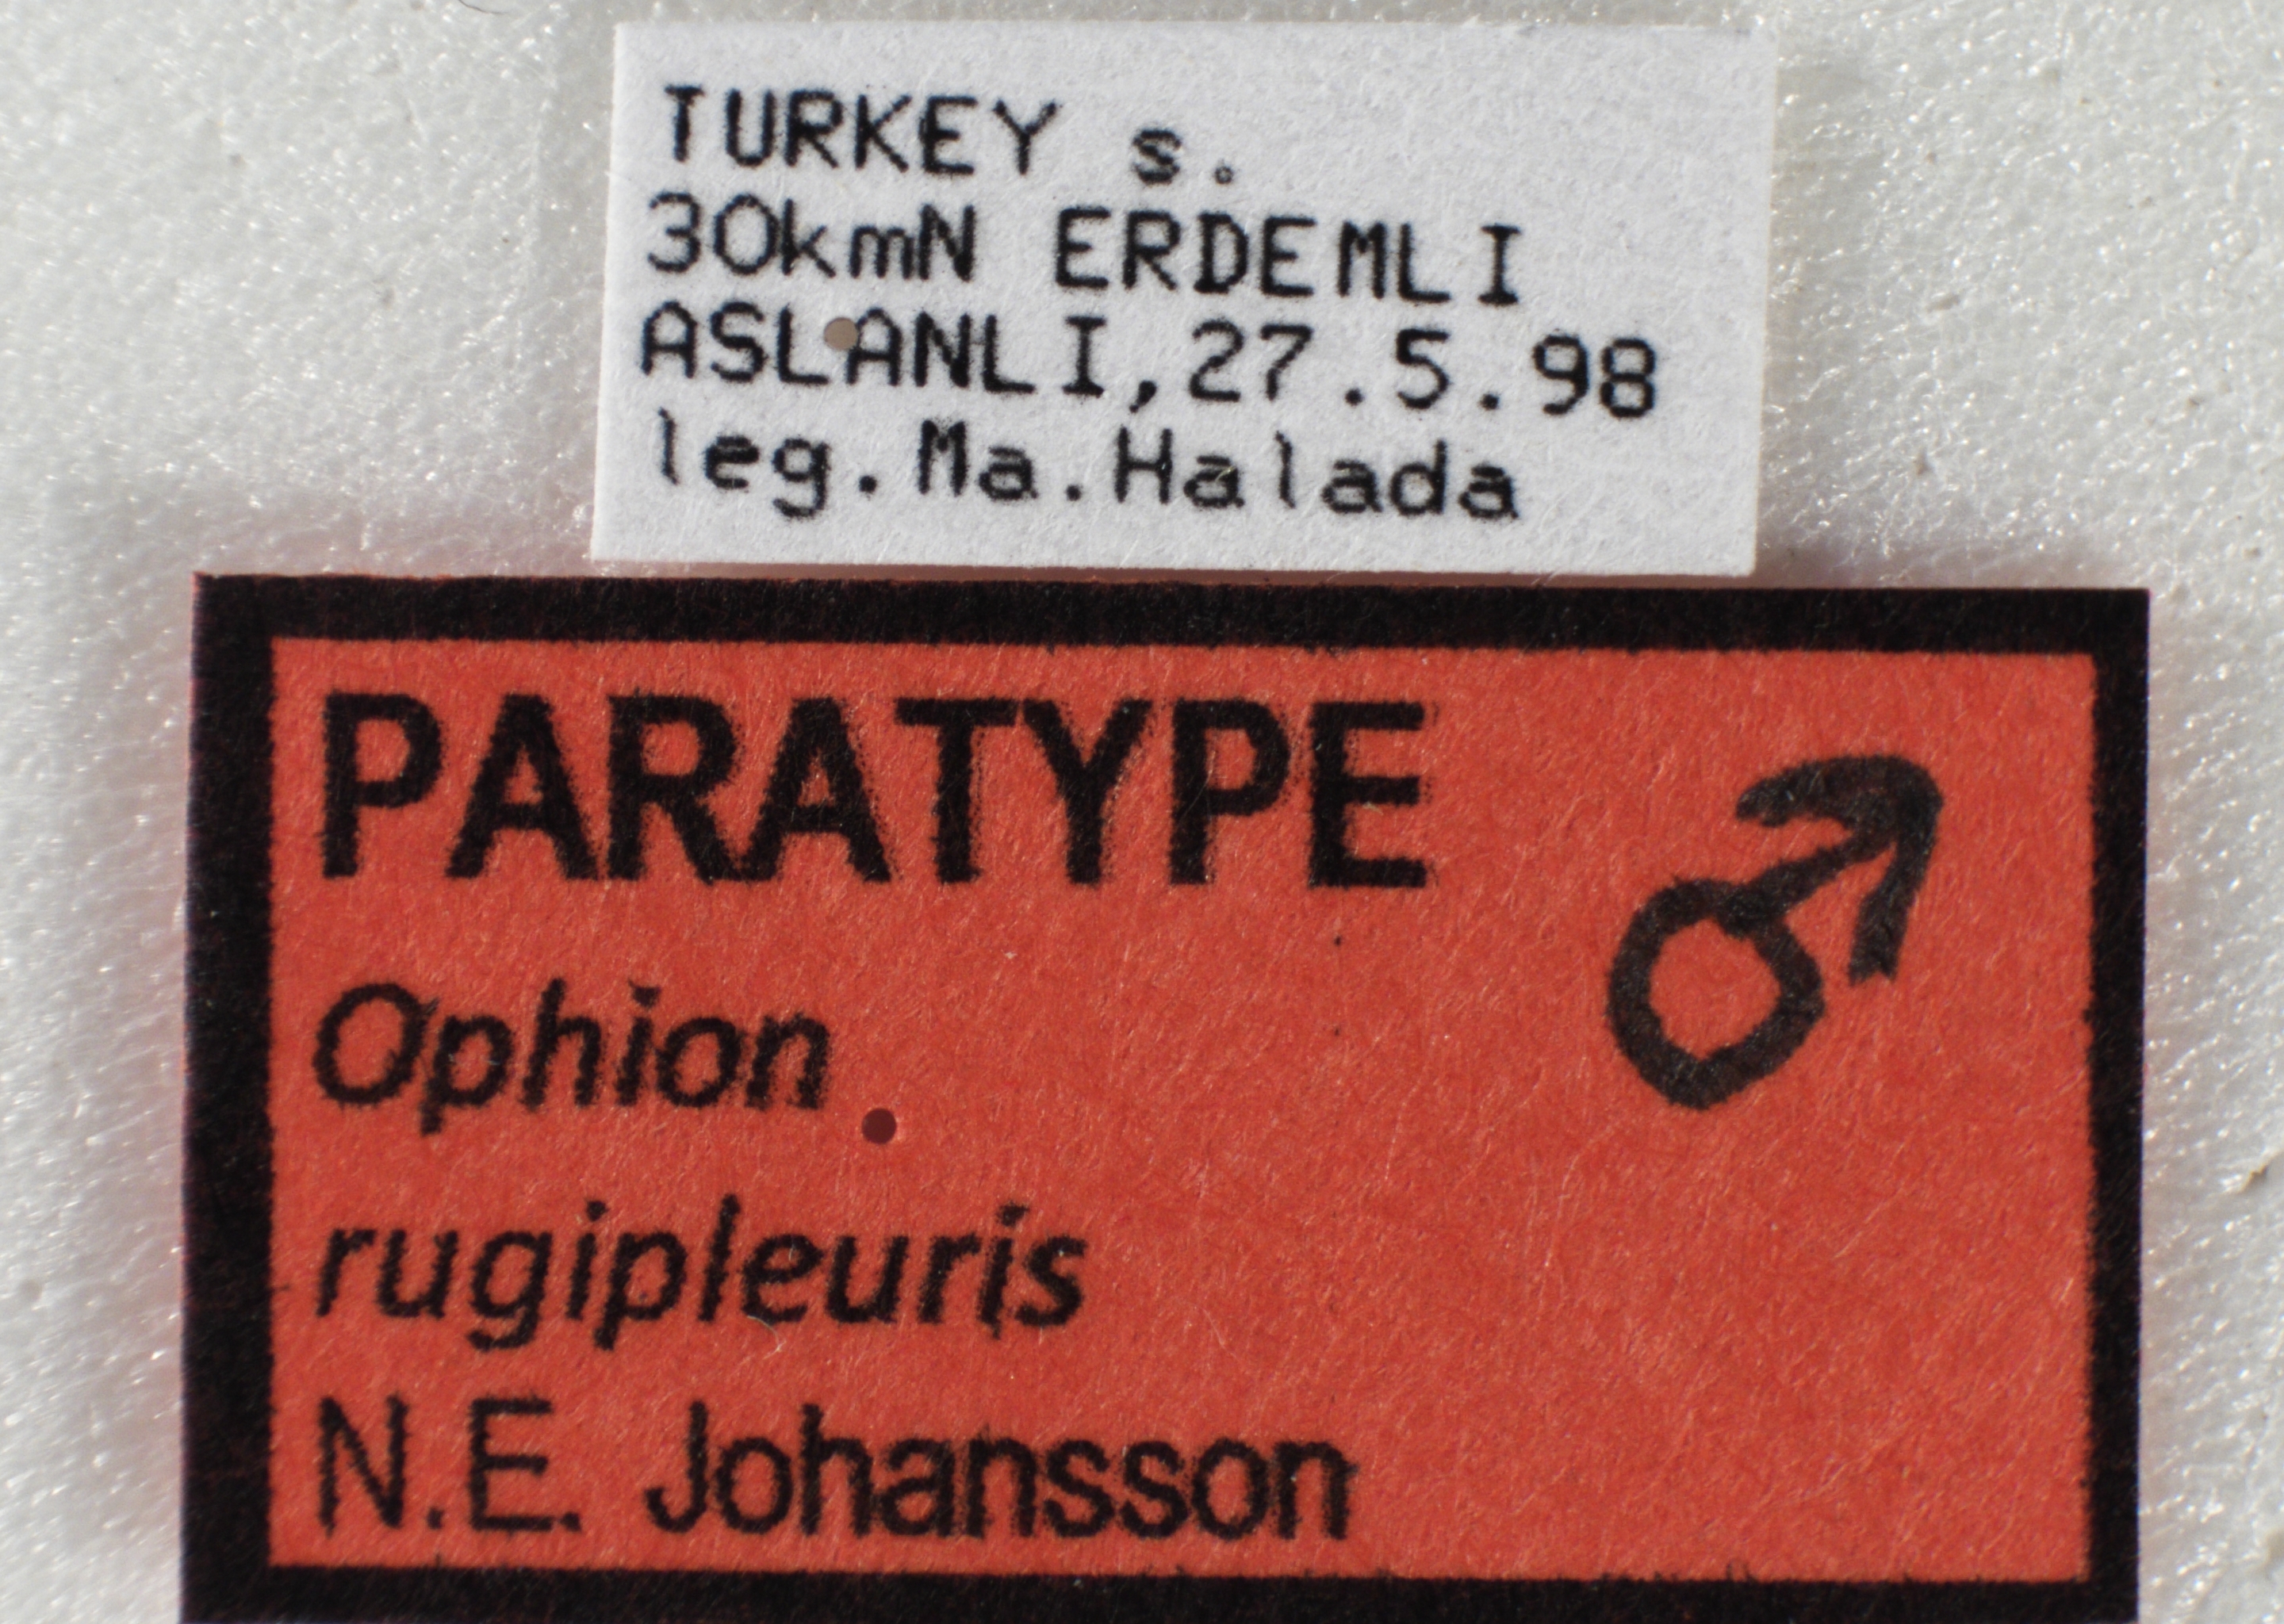 TURKEY s.
30kmN ERDEMLI
ASLANLI,27.5.98
leg.Ma.Halada
PARATYPE ♂
Ophion
rugipleuris
N.E. Johansson